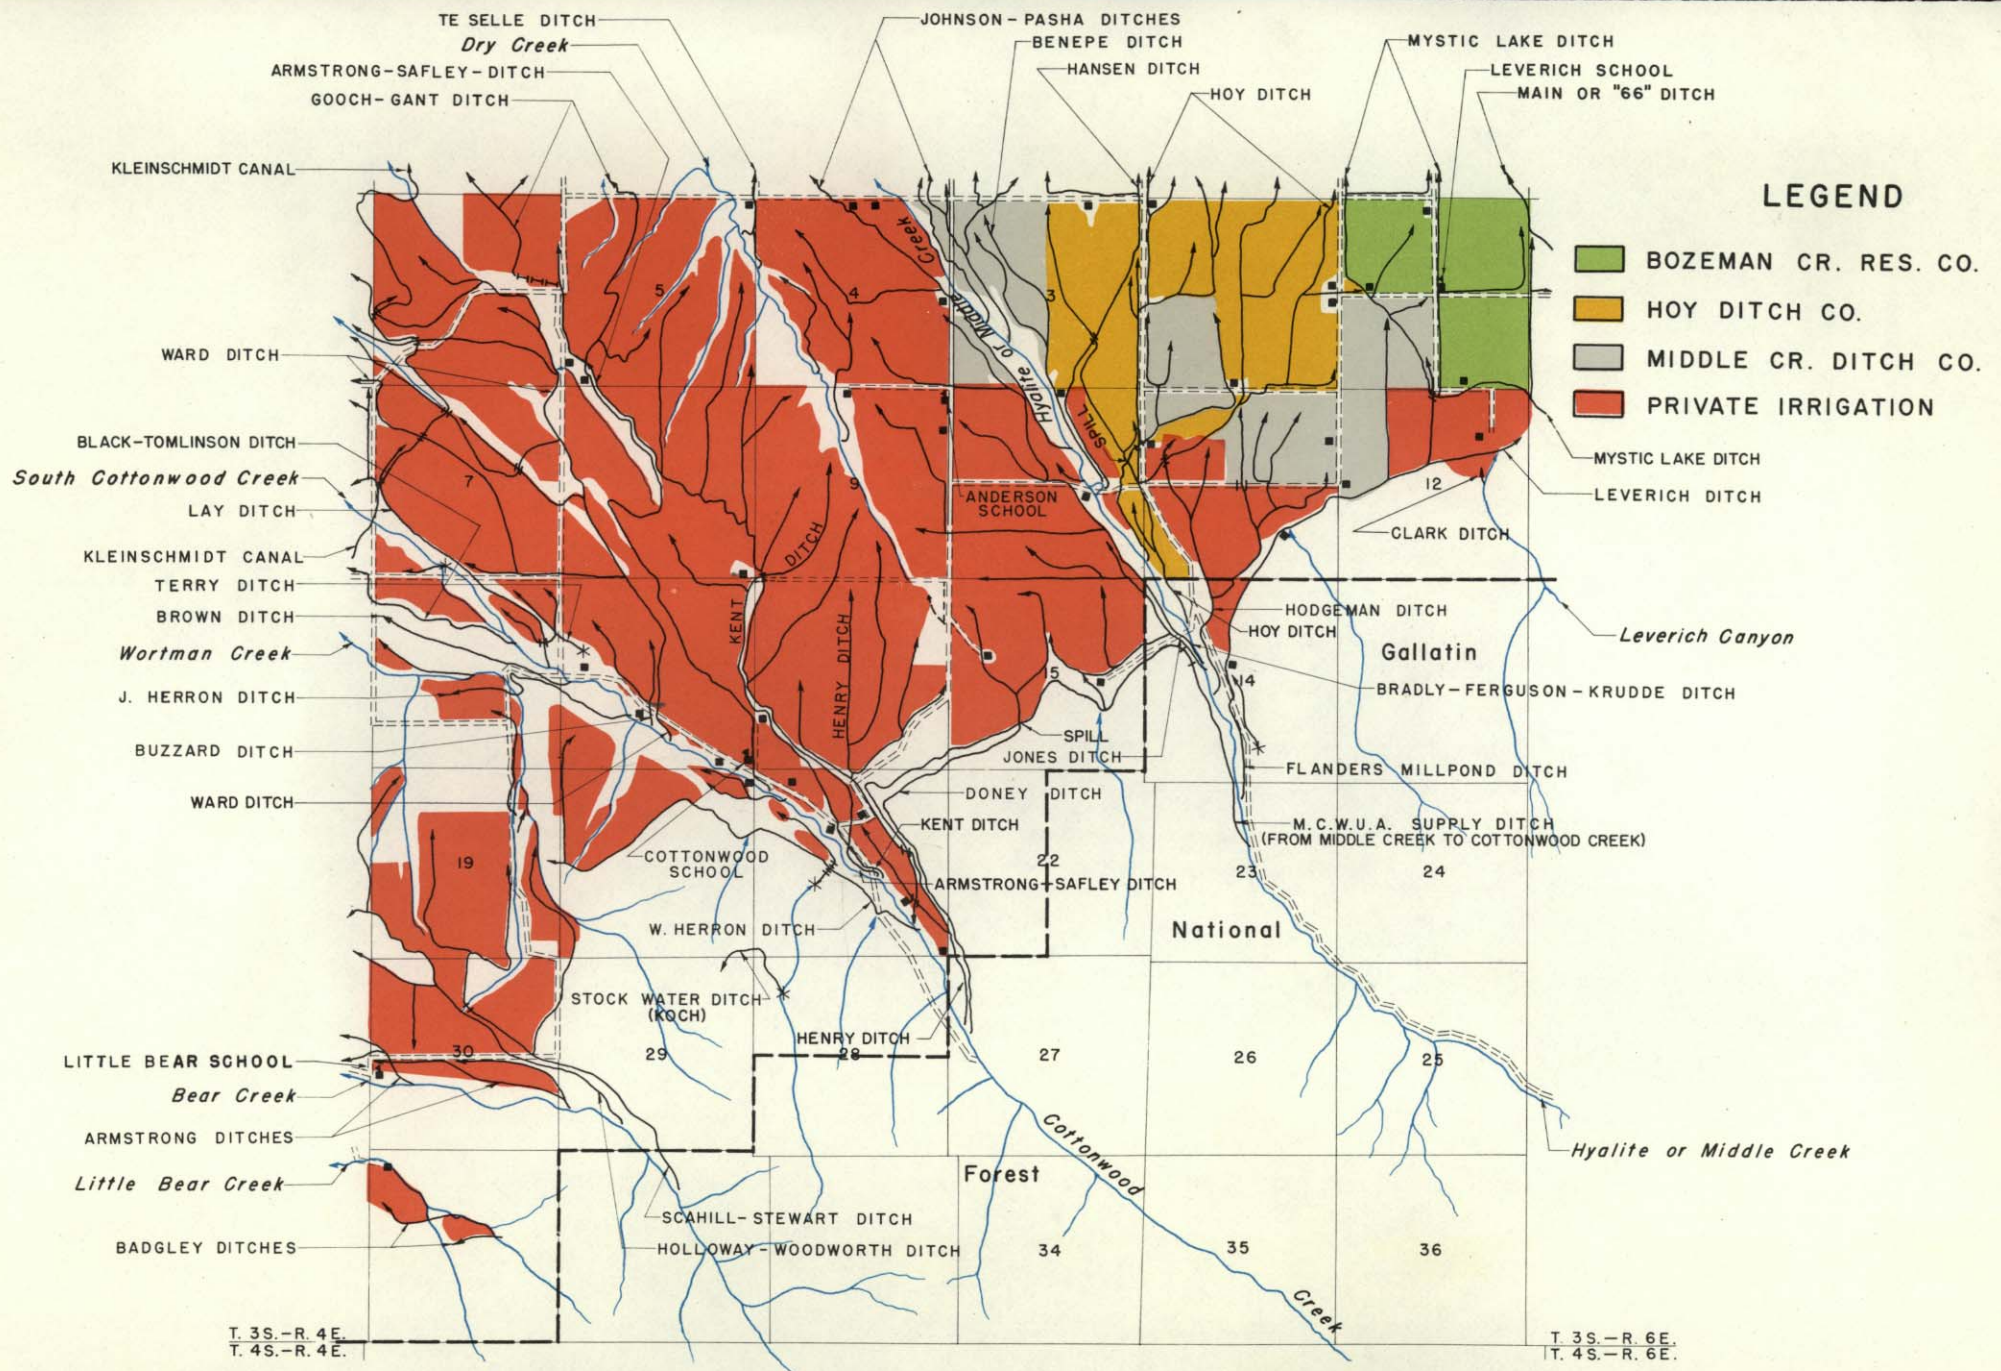 TE SELLE DITCH
Dry Creek
ARMSTRONG-SAFLEY-DITCH
GOOCH-GANT DITCH
KLEINSCHMIDT CANAL
JOHNSON-PASHA DITCHES
BENEPE DITCH
HANSEN DITCH
HOY DITCH
MYSTIC LAKE DITCH
LEVERICH SCHOOL
MAIN OR "66" DITCH
LEGEND
BOZEMAN CR. RES. CO.
HOY DITCH CO.
MIDDLE CR. DITCH CO.
PRIVATE IRRIGATION
WARD DITCH
BLACK-TOMLINSON DITCH
South Cottonwood Creek
LAY DITCH
KLEINSCHMIDT CANAL
TERRY DITCH
BROWN DITCH
Wortman Creek
J. HERRON DITCH
BUZZARD DITCH
WARD DITCH
LITTLE BEAR SCHOOL
Bear Creek
ARMSTRONG DITCHES
Little Bear Creek
BADGLEY DITCHES
T. 3S.-R. 4E.
T. 4S.-R. 4E.
5
4
3
Hyalite or Middle Creek
SPILL
7
9
ANDERSON
SCHOOL
11
12
KENT DITCH
HENRY DITCH
15
14
MYSTIC LAKE DITCH
LEVERICH DITCH
CLARK DITCH
HODGEMAN DITCH
HOY DITCH
Leverich Canyon
Gallatin
BRADLY-FERGUSON-KRUDDE DITCH
SPILL
JONES DITCH
FLANDERS MILLPOND DITCH
DONEY DITCH
KENT DITCH
M.C.W.U.A. SUPPLY DITCH
(FROM MIDDLE CREEK TO COTTONWOOD CREEK)
COTTONWOOD
SCHOOL
19
22
23
24
ARMSTRONG-SAFLEY DITCH
W. HERRON DITCH
National
STOCK WATER DITCH
(KOCH)
HENRY DITCH
30
29
28
27
26
25
Cottonwood Creek
Hyalite or Middle Creek
Forest
SCAHILL-STEWART DITCH
HOLLOWAY-WOODWORTH DITCH
34
35
36
T. 3S.-R. 6E.
T. 4S.-R. 6E.